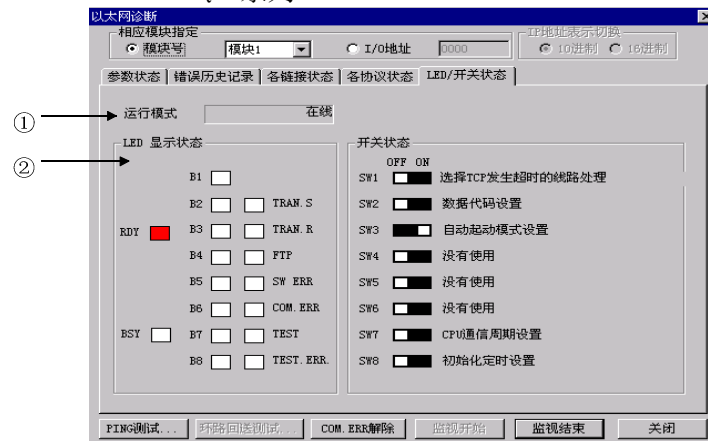 以太网诊断
相应模块指定
模块号 模块1 I/O地址 0000
IP地址表示切换
10进制 16进制
参数状态 错误历史记录 各链接状态 各协议状态 LED/开关状态
① 运行模式 在线
②
LED 显示状态
B1
B2 TRAN.S
RDY B3 TRAN.R
B4 FTP
B5 SW ERR
B6 COM.ERR
BSY B7 TEST
B8 TEST.ERR.
开关状态
OFF ON
SW1 选择TCP发生超时的线路处理
SW2 数据代码设置
SW3 自动起动模式设置
SW4 没有使用
SW5 没有使用
SW6 没有使用
SW7 CPU通信周期设置
SW8 初始化定时设置
PING测试... 环路回送测试... COM.ERR解除 监视开始 监视结束 关闭